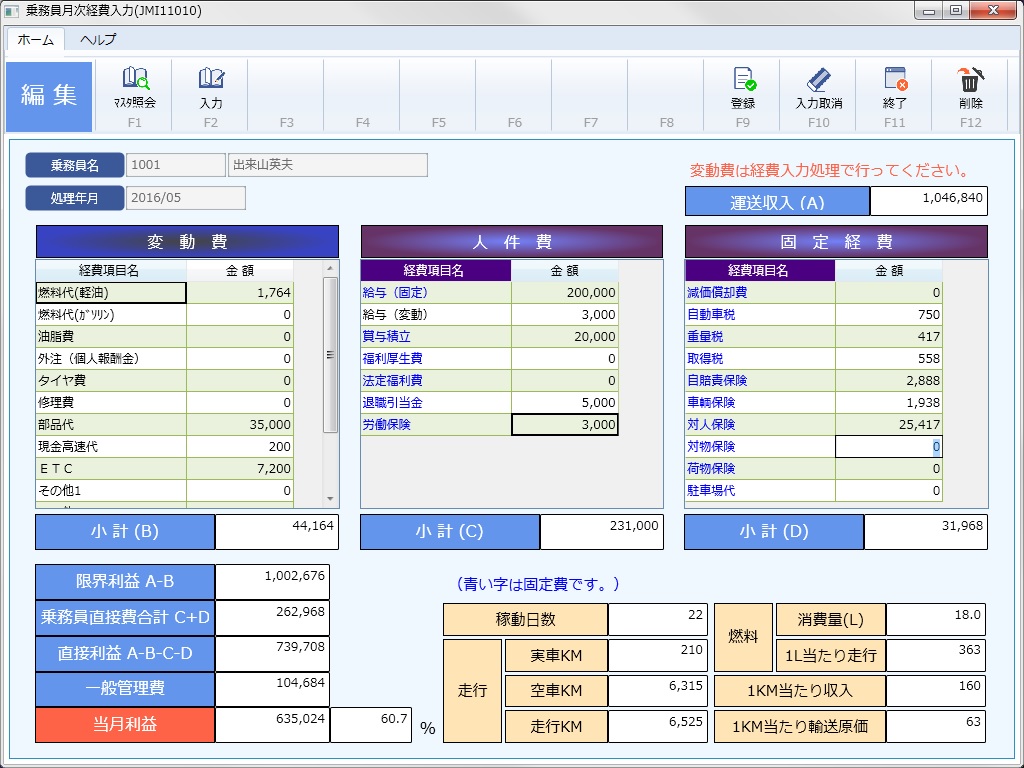 乗務員月次経費入力(JMI11010)
ホーム ヘルプ
編 集
ﾏｽﾀ照会 入力 登録 入力取消 終了 削除
F1 F2 F3 F4 F5 F6 F7 F8 F9 F10 F11 F12
乗務員名 1001 出来山英夫
処理年月 2016/05
変動費は経費入力処理で行ってください。
運送収入 (A) 1,046,840
変 動 費
経費項目名 金 額
燃料代(軽油) 1,764
燃料代(ｶﾞｿﾘﾝ) 0
油脂費 0
外注（個人報酬金） 0
タイヤ費 0
修理費 0
部品代 35,000
現金高速代 200
ＥＴＣ 7,200
その他1 0
小 計 (B) 44,164
人 件 費
経費項目名 金 額
給与（固定） 200,000
給与（変動） 3,000
賞与積立 20,000
福利厚生費 0
法定福利費 0
退職引当金 5,000
労働保険 3,000
小 計 (C) 231,000
固 定 経 費
経費項目名 金 額
減価償却費 0
自動車税 750
重量税 417
取得税 558
自賠責保険 2,888
車輌保険 1,938
対人保険 25,417
対物保険 0
荷物保険 0
駐車場代 0
小 計 (D) 31,968
限界利益 A-B 1,002,676
乗務員直接費合計 C+D 262,968
直接利益 A-B-C-D 739,708
一般管理費 104,684
当月利益 635,024 60.7 %
（青い字は固定費です。）
稼動日数 22
走行
実車KM 210
空車KM 6,315
走行KM 6,525
燃料
消費量(L) 18.0
1L当たり走行 363
1KM当たり収入 160
1KM当たり輸送原価 63